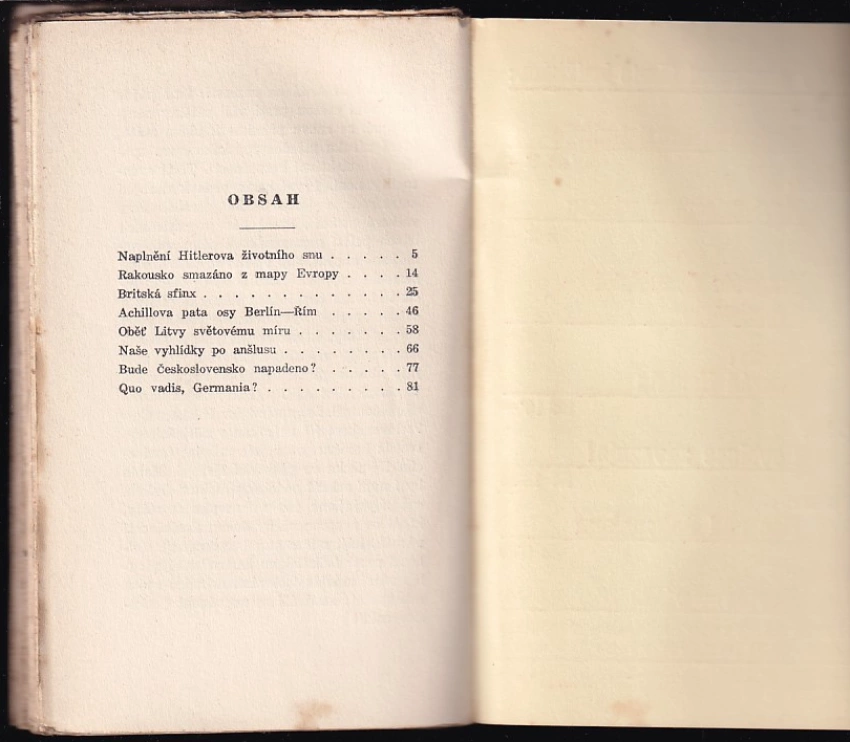 OBSAH
Naplnění Hitlerova životního snu . . . . . 5
Rakousko smazáno z mapy Evropy . . . . 14
Britská sfinx . . . . . . . . . . . . . 25
Achillova pata osy Berlín—Řím . . . . . 46
Oběť Litvy světovému míru . . . . . . . 58
Naše vyhlídky po anšlusu . . . . . . . . 66
Bude Československo napadeno? . . . . . 77
Quo vadis, Germania? . . . . . . . . . 81